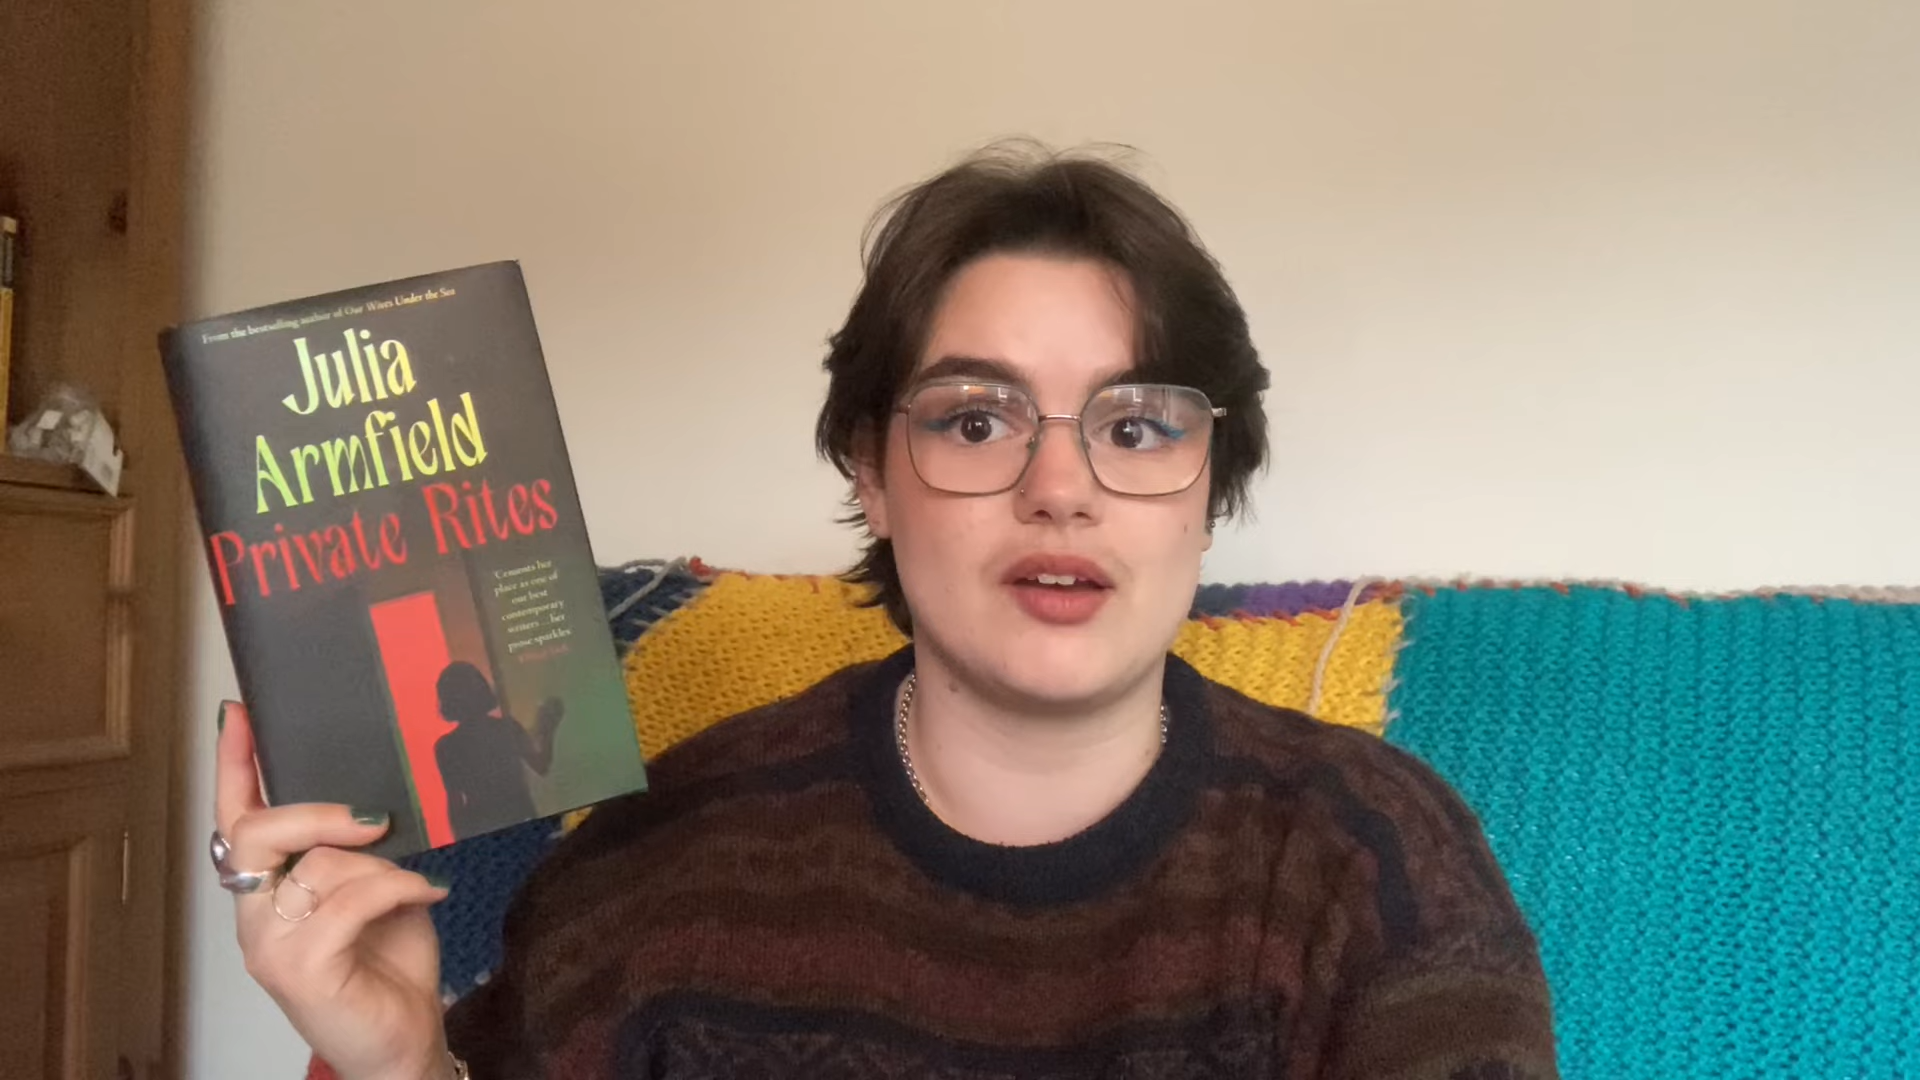 From the bestselling author of Our Wives Under the Sea
Julia
Armfield
Private Rites
'Cements her
place as one of
our best
contemporary
writers ... her
prose sparkles